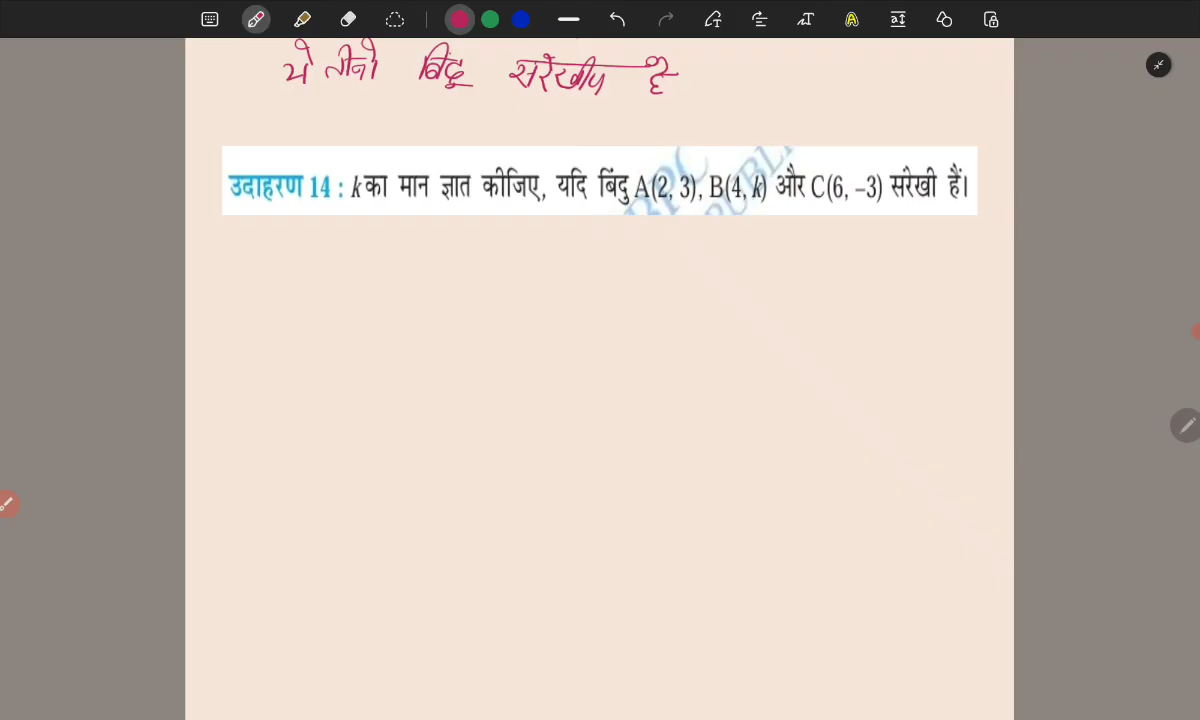 ये तीनो बिंदु सरेखीय है
उदाहरण 14 : k का मान ज्ञात कीजिए, यदि बिंदु A(2, 3), B(4, k) और C(6, –3) सरेखी हैं।